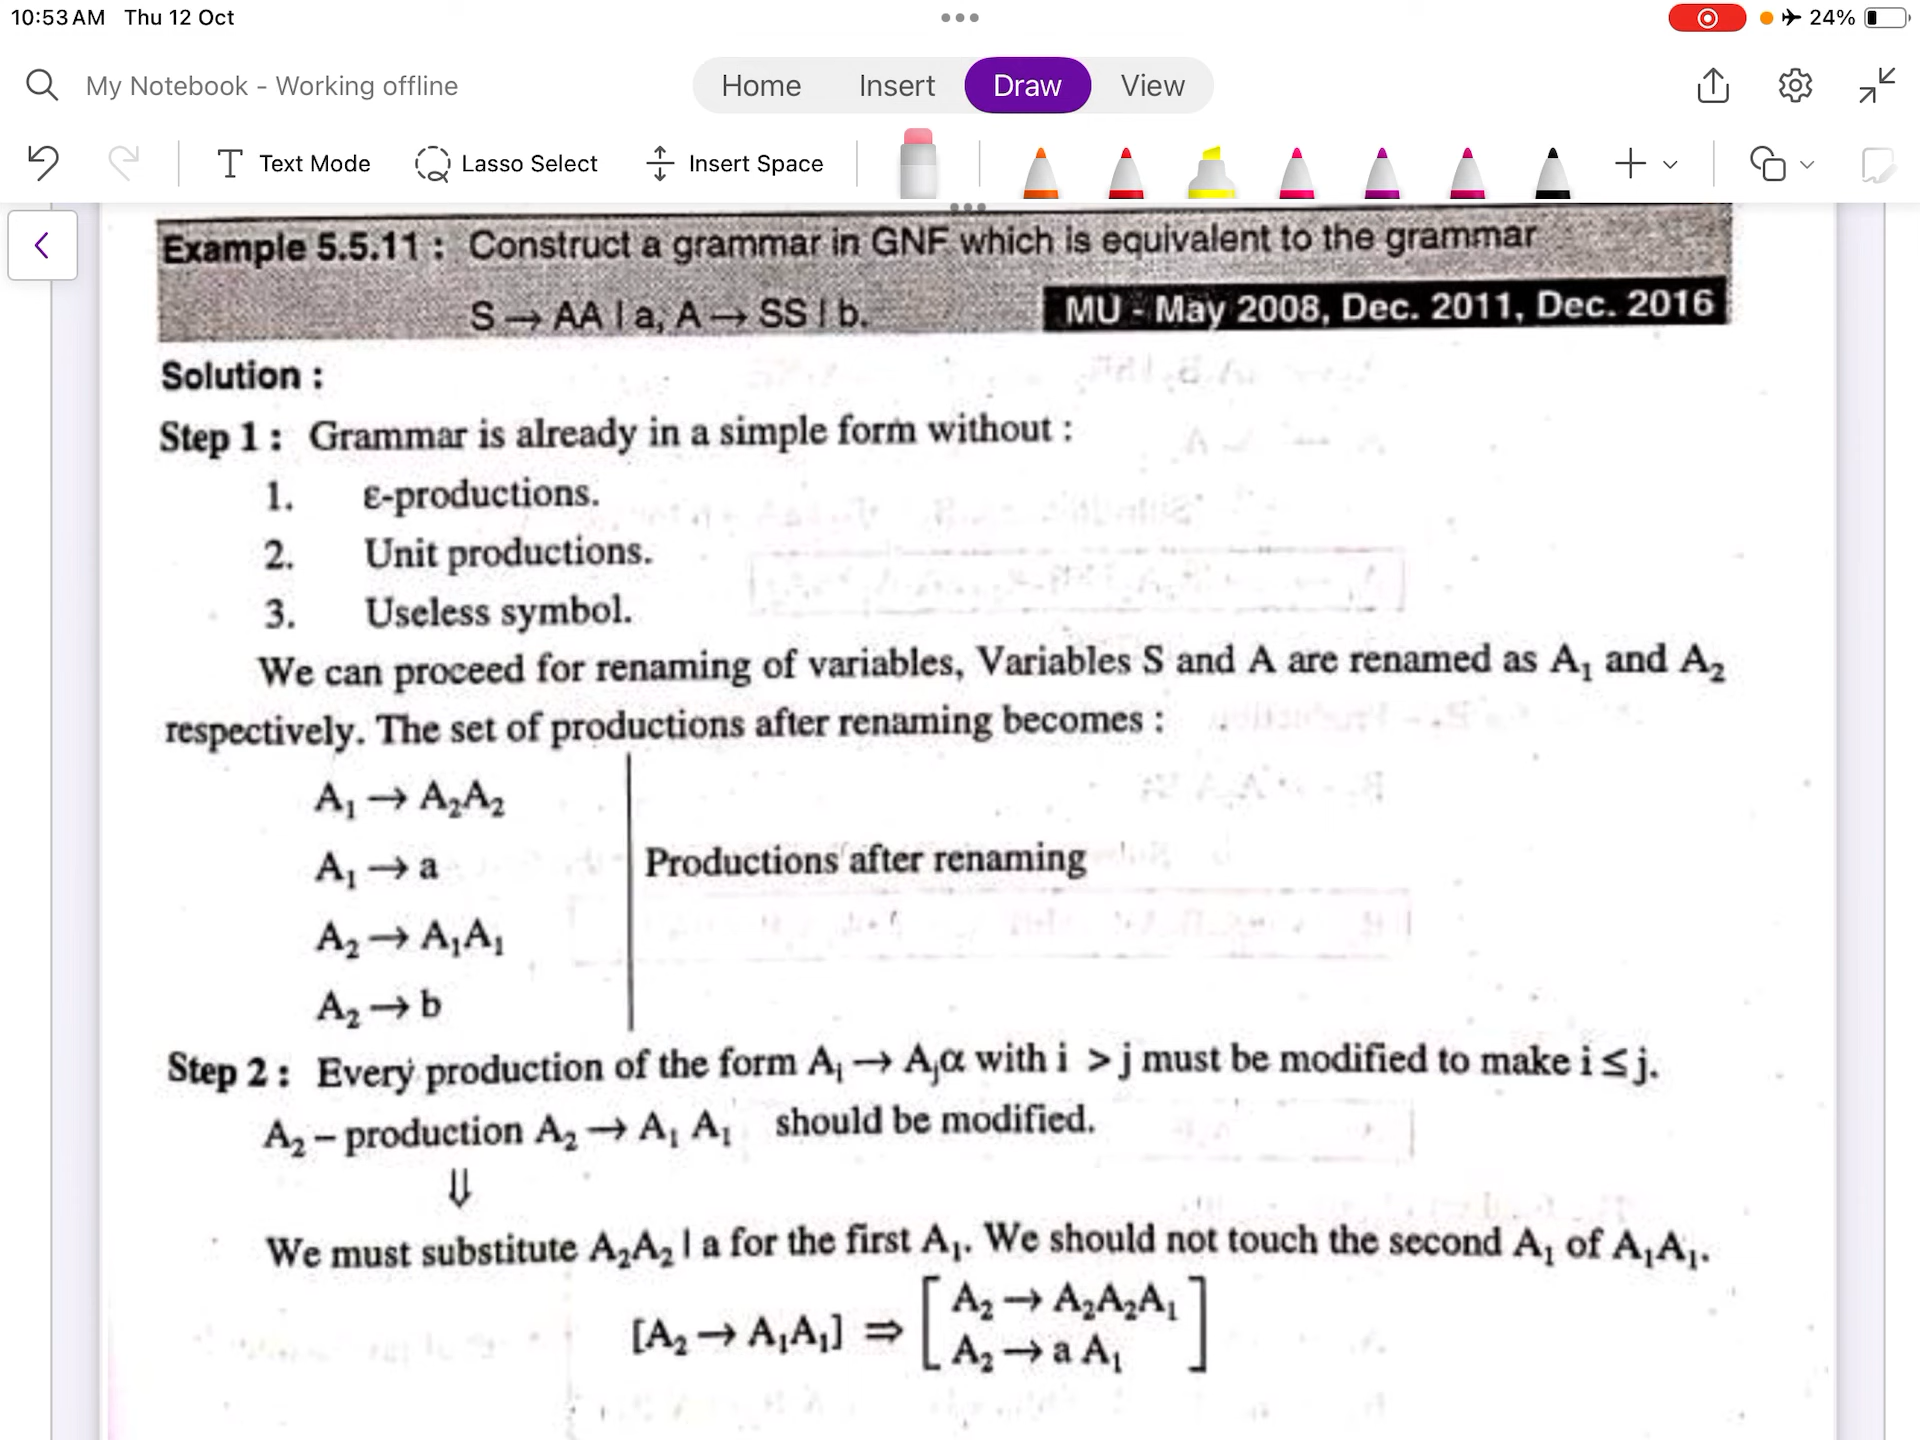 10:53 AM Thu 12 Oct
24%
My Notebook - Working offline
Home Insert Draw View
Text Mode Lasso Select Insert Space
Example 5.5.11 : Construct a grammar in GNF which is equivalent to the grammar
S → AA | a, A → SS | b.
MU - May 2008, Dec. 2011, Dec. 2016
Solution :
Step 1 : Grammar is already in a simple form without :
1. ε-productions.
2. Unit productions.
3. Useless symbol.
We can proceed for renaming of variables, Variables S and A are renamed as A₁ and A₂
respectively. The set of productions after renaming becomes :
A₁ → A₂A₂
A₁ → a
Productions after renaming
A₂ → A₁A₁
A₂ → b
Step 2 : Every production of the form Aᵢ → Aⱼα with i > j must be modified to make i ≤ j.
A₂ – production A₂ → A₁ A₁ should be modified.
⇓
We must substitute A₂A₂ | a for the first A₁. We should not touch the second A₁ of A₁A₁.
[A₂ → A₁A₁] ⇒ [ A₂ → A₂A₂A₁
A₂ → a A₁ ]